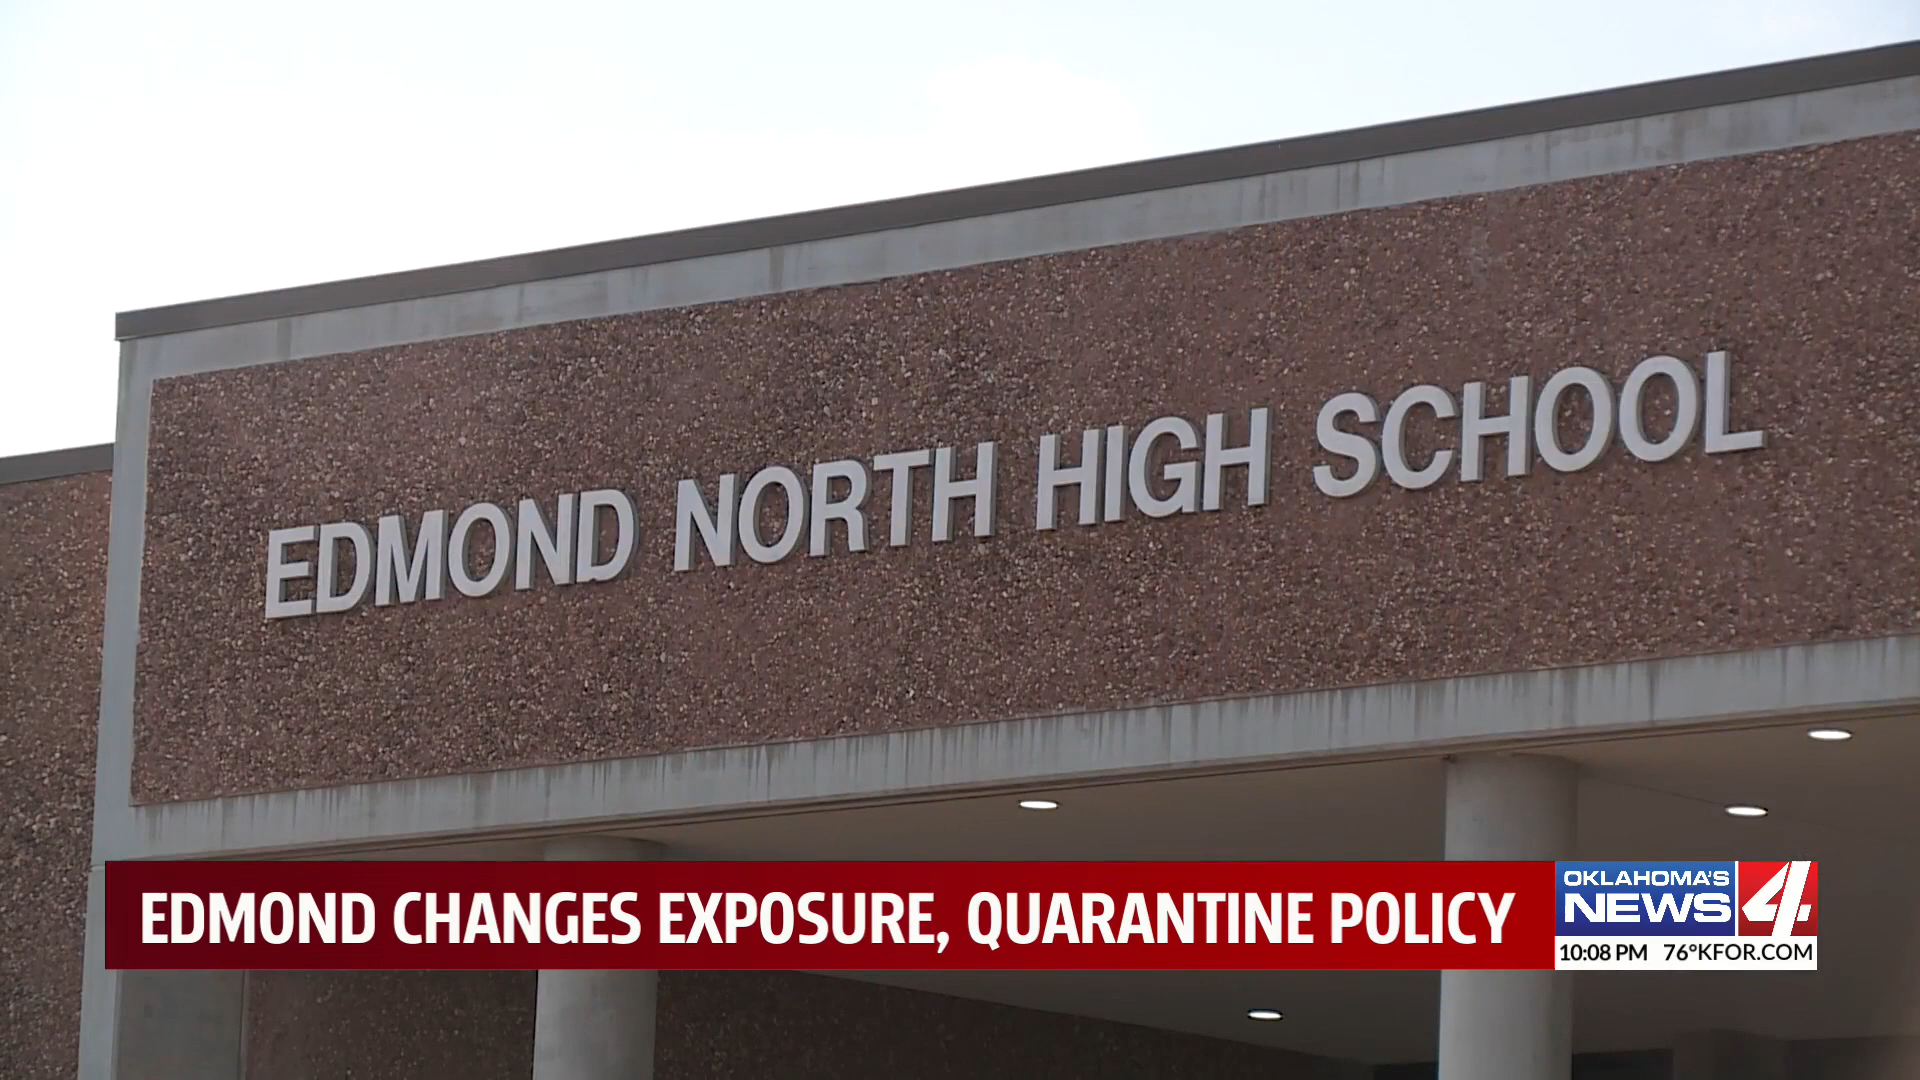 EDMOND NORTH HIGH SCHOOL
EDMOND CHANGES EXPOSURE, QUARANTINE POLICY
OKLAHOMA'S
NEWS 4
10:08 PM 76° KFOR.COM